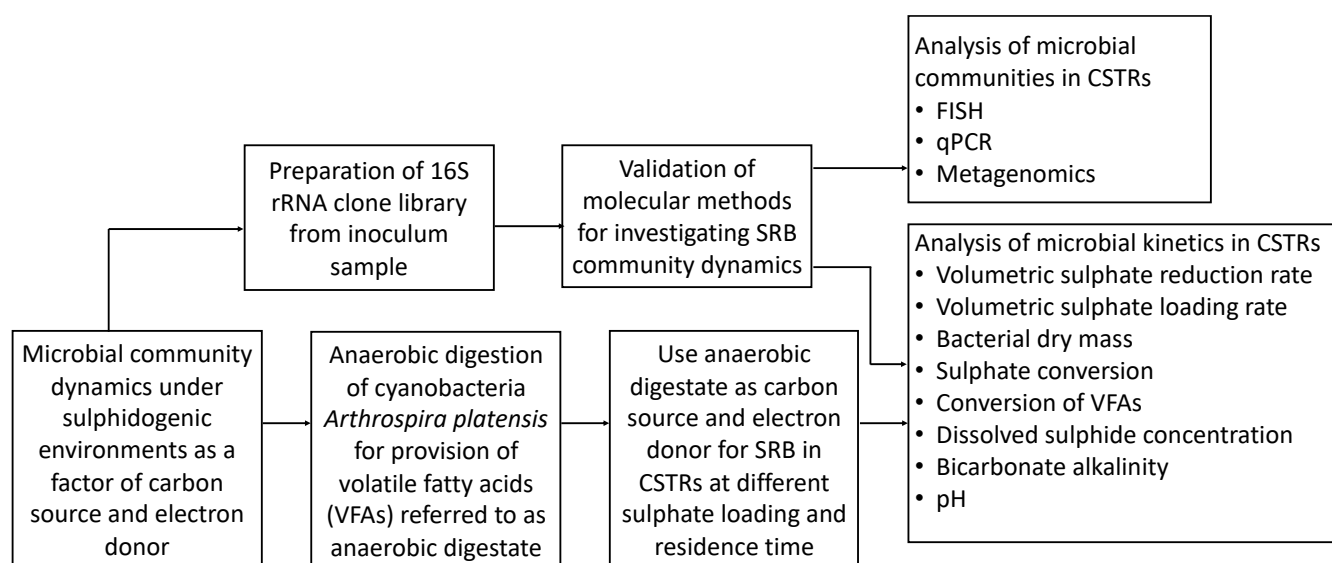 Analysis of microbial
communities in CSTRs
• FISH
• qPCR
• Metagenomics
Preparation of 16S
rRNA clone library
from inoculum
sample
Validation of
molecular methods
for investigating SRB
community dynamics
Analysis of microbial kinetics in CSTRs
• Volumetric sulphate reduction rate
• Volumetric sulphate loading rate
• Bacterial dry mass
• Sulphate conversion
• Conversion of VFAs
• Dissolved sulphide concentration
• Bicarbonate alkalinity
• pH
Microbial community
dynamics under
sulphidogenic
environments as a
factor of carbon
source and electron
donor
Anaerobic digestion
of cyanobacteria
Arthrospira platensis
for provision of
volatile fatty acids
(VFAs) referred to as
anaerobic digestate
Use anaerobic
digestate as carbon
source and electron
donor for SRB in
CSTRs at different
sulphate loading and
residence time